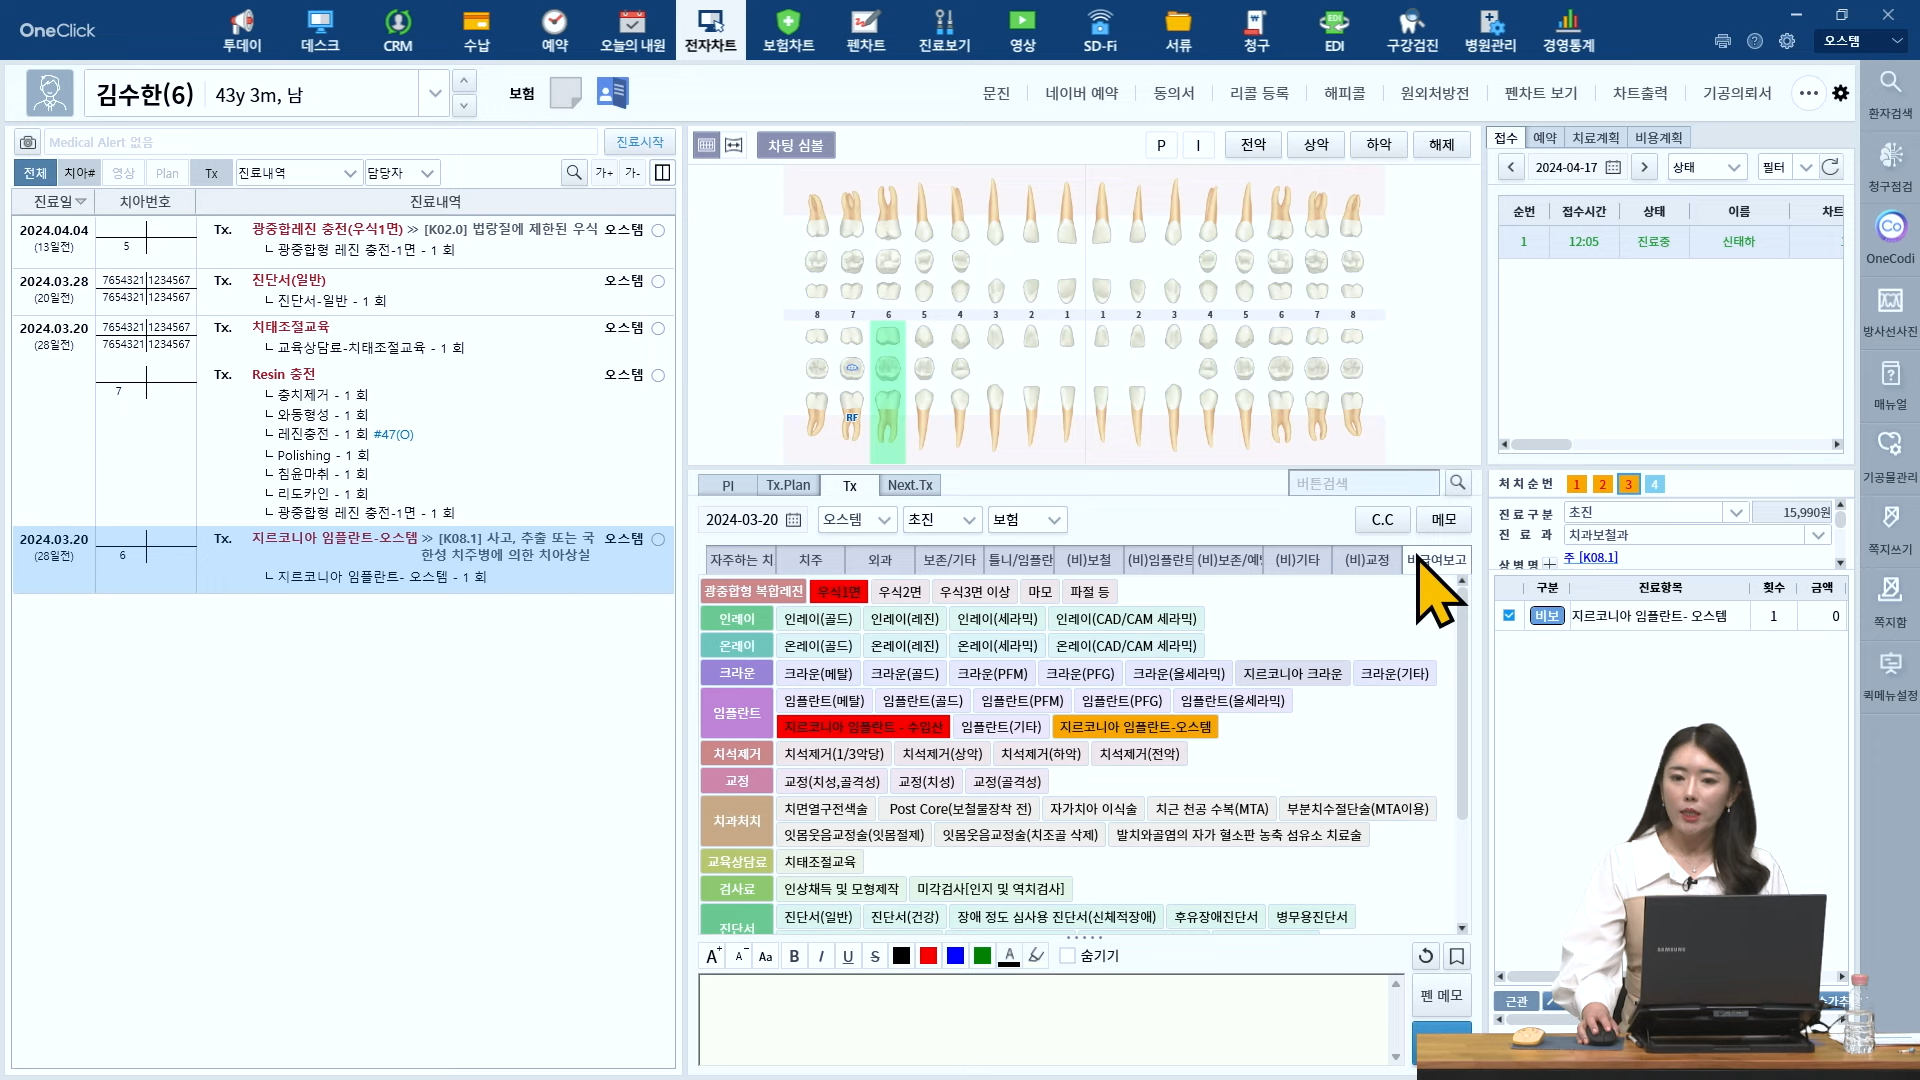 OneClick
투데이
데스크
CRM
수납
예약
오늘의 내원
전자차트
보험차트
펜차트
진료보기
영상
SD-Fi
서류
청구
EDI
구강검진
병원관리
경영통계
오스템
김수한(6)
43y 3m, 남
보험
문진
네이버 예약
동의서
리콜 등록
해피콜
원외처방전
펜차트 보기
차트출력
기공의뢰서
환자검색
청구점검
OneCodi
방사선사진
매뉴얼
기공물관리
쪽지쓰기
쪽지함
퀵메뉴설정
Medical Alert 없음
진료시작
전체 치아# 영상 Plan Tx 진료내역 담당자 가+ 가-
진료일 치아번호 진료내역
2024.04.04 Tx. 광중합레진 충전(우식1면) » [K02.0] 법랑질에 제한된 우식 오스템
(13일전) 5 ㄴ 광중합형 레진 충전-1면 - 1 회
2024.03.28 7654321 1234567 Tx. 진단서(일반) 오스템
(20일전) 7654321 1234567 ㄴ 진단서-일반 - 1 회
2024.03.20 7654321 1234567 Tx. 치태조절교육 오스템
(28일전) 7654321 1234567 ㄴ 교육상담료-치태조절교육 - 1 회
Tx. Resin 충전 오스템
7
ㄴ 충치제거 - 1 회
ㄴ 와동형성 - 1 회
ㄴ 레진충전 - 1 회 #47(O)
ㄴ Polishing - 1 회
ㄴ 침윤마취 - 1 회
ㄴ 리도카인 - 1 회
ㄴ 광중합형 레진 충전-1면 - 1 회
2024.03.20 Tx. 지르코니아 임플란트-오스템 » [K08.1] 사고, 추출 또는 국 오스템
(28일전) 6 한성 치주병에 의한 치아상실
ㄴ 지르코니아 임플란트- 오스템 - 1 회
차팅 심볼
P I 전악 상악 하악 해제
8 7 6 5 4 3 2 1 1 2 3 4 5 6 7 8
RF
PI Tx.Plan Tx Next.Tx 버튼검색
2024-03-20 오스템 초진 보험 C.C 메모
자주하는 치 치주 외과 보존/기타 틀니/임플란 (비)보철 (비)임플란트 (비)보존/예방 (비)기타 (비)교정
광중합형 복합레진 우식1면 우식2면 우식3면 이상 마모 파절 등
인레이 인레이(골드) 인레이(레진) 인레이(세라믹) 인레이(CAD/CAM 세라믹)
온레이 온레이(골드) 온레이(레진) 온레이(세라믹) 온레이(CAD/CAM 세라믹)
크라운 크라운(메탈) 크라운(골드) 크라운(PFM) 크라운(PFG) 크라운(올세라믹) 지르코니아 크라운 크라운(기타)
임플란트 임플란트(메탈) 임플란트(골드) 임플란트(PFM) 임플란트(PFG) 임플란트(올세라믹)
지르코니아 임플란트 - 수입산 임플란트(기타) 지르코니아 임플란트-오스템
치석제거 치석제거(1/3악당) 치석제거(상악) 치석제거(하악) 치석제거(전악)
교정 교정(치성,골격성) 교정(치성) 교정(골격성)
치과처치 치면열구전색술 Post Core(보철물장착 전) 자가치아 이식술 치근 천공 수복(MTA) 부분치수절단술(MTA이용)
잇몸웃음교정술(잇몸절제) 잇몸웃음교정술(치조골 삭제) 발치와골염의 자가 혈소판 농축 섬유소 치료술
교육상담료 치태조절교육
검사료 인상채득 및 모형제작 미각검사[인지 및 역치검사]
진단서 진단서(일반) 진단서(건강) 장애 정도 심사용 진단서(신체적장애) 후유장애진단서 병무용진단서
A+ A- Aa B I U S A 숨기기
펜 메모
접수 예약 치료계획 비용계획
2024-04-17 상태 필터
순번 접수시간 상태 이름 차트
1 12:05 진료중 신태하
처치순번 1 2 3 4
진료구분 초진 15,990원
진료과 치과보철과
상병명 주 [K08.1]
구분 진료항목 횟수 금액
비보 지르코니아 임플란트- 오스템 1 0
근관
SAMSUNG